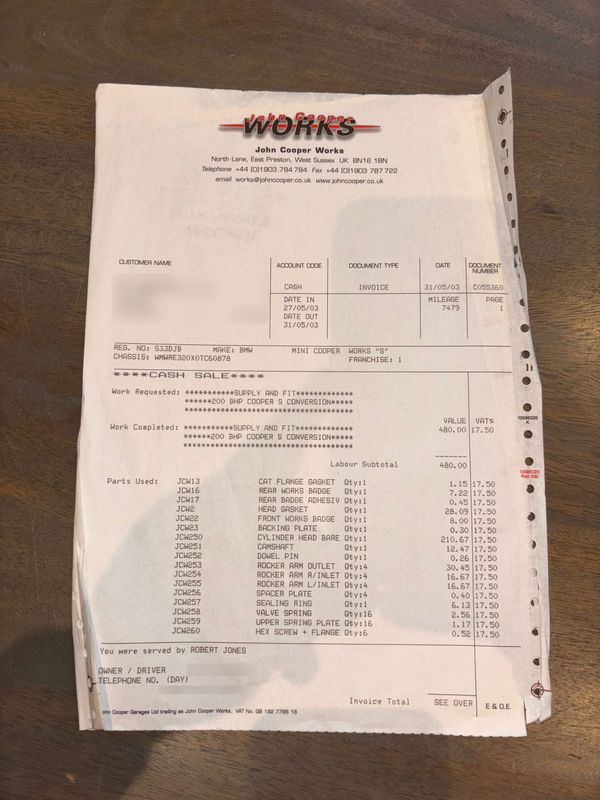 John Cooper
WORKS
John Cooper Works
North Lane, East Preston, West Sussex UK BN16 1BN
Telephone +44 (0)1903 784 784 Fax +44 (0)1903 787 722
email works@johncooper.co.uk www.johncooper.co.uk
CUSTOMER NAME ACCOUNT CODE DOCUMENT TYPE DATE DOCUMENT NUMBER
CASH INVOICE 31/05/03 CO55360
DATE IN MILEAGE PAGE
27/05/03 7479 1
DATE OUT
31/05/03
REG. NO: S33DJB MAKE: BMW MINI COOPER WORKS "S"
CHASSIS: WMWRE320X0TC60878 FRANCHISE: 1
****CASH SALE****
Work Requested: ***********SUPPLY AND FIT*************
******200 BHP COOPER S CONVERSION*****
VALUE VAT%
Work Completed: ***********SUPPLY AND FIT************* 480.00 17.50
******200 BHP COOPER S CONVERSION*****
Labour Subtotal 480.00
Parts Used: JCW13 CAT FLANGE GASKET Qty:1 1.15 17.50
JCW16 REAR WORKS BADGE Qty:1 7.22 17.50
JCW17 REAR BADGE ADHESIV Qty:1 0.45 17.50
JCW2 HEAD GASKET Qty:1 28.09 17.50
JCW22 FRONT WORKS BADGE Qty:1 8.00 17.50
JCW23 BACKING PLATE Qty:1 0.30 17.50
JCW250 CYLINDER HEAD BARE Qty:1 210.67 17.50
JCW251 CAMSHAFT Qty:1 12.47 17.50
JCW252 DOWEL PIN Qty:1 0.26 17.50
JCW253 ROCKER ARM OUTLET Qty:4 30.45 17.50
JCW254 ROCKER ARM R/INLET Qty:4 16.67 17.50
JCW255 ROCKER ARM L/INLET Qty:4 16.67 17.50
JCW256 SPACER PLATE Qty:4 0.40 17.50
JCW257 SEALING RING Qty:1 6.13 17.50
JCW258 VALVE SPRING Qty:16 2.56 17.50
JCW259 UPPER SPRING PLATE Qty:16 1.17 17.50
JCW260 HEX SCREW + FLANGE Qty:6 0.52 17.50
You were served by ROBERT JONES
OWNER / DRIVER
TELEPHONE NO. (DAY)
Invoice Total SEE OVER E & O.E.
John Cooper Garages Ltd trading as John Cooper Works. VAT No. GB 192 7766 18